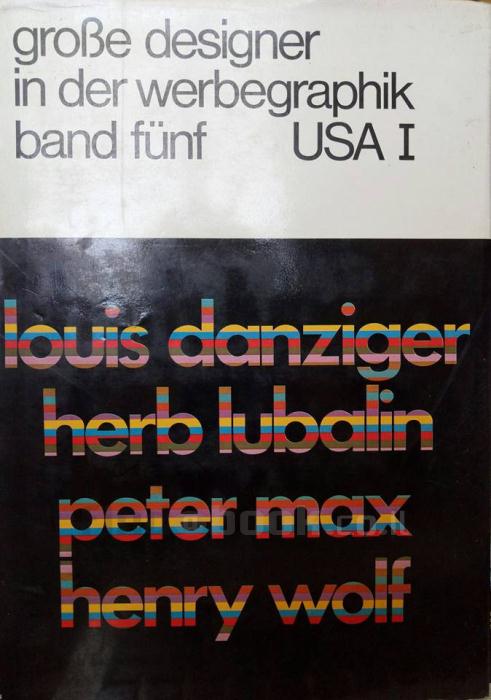 große designer
in der werbegraphik
band fünf USA I
louis danziger
herb lubalin
peter max
henry wolf